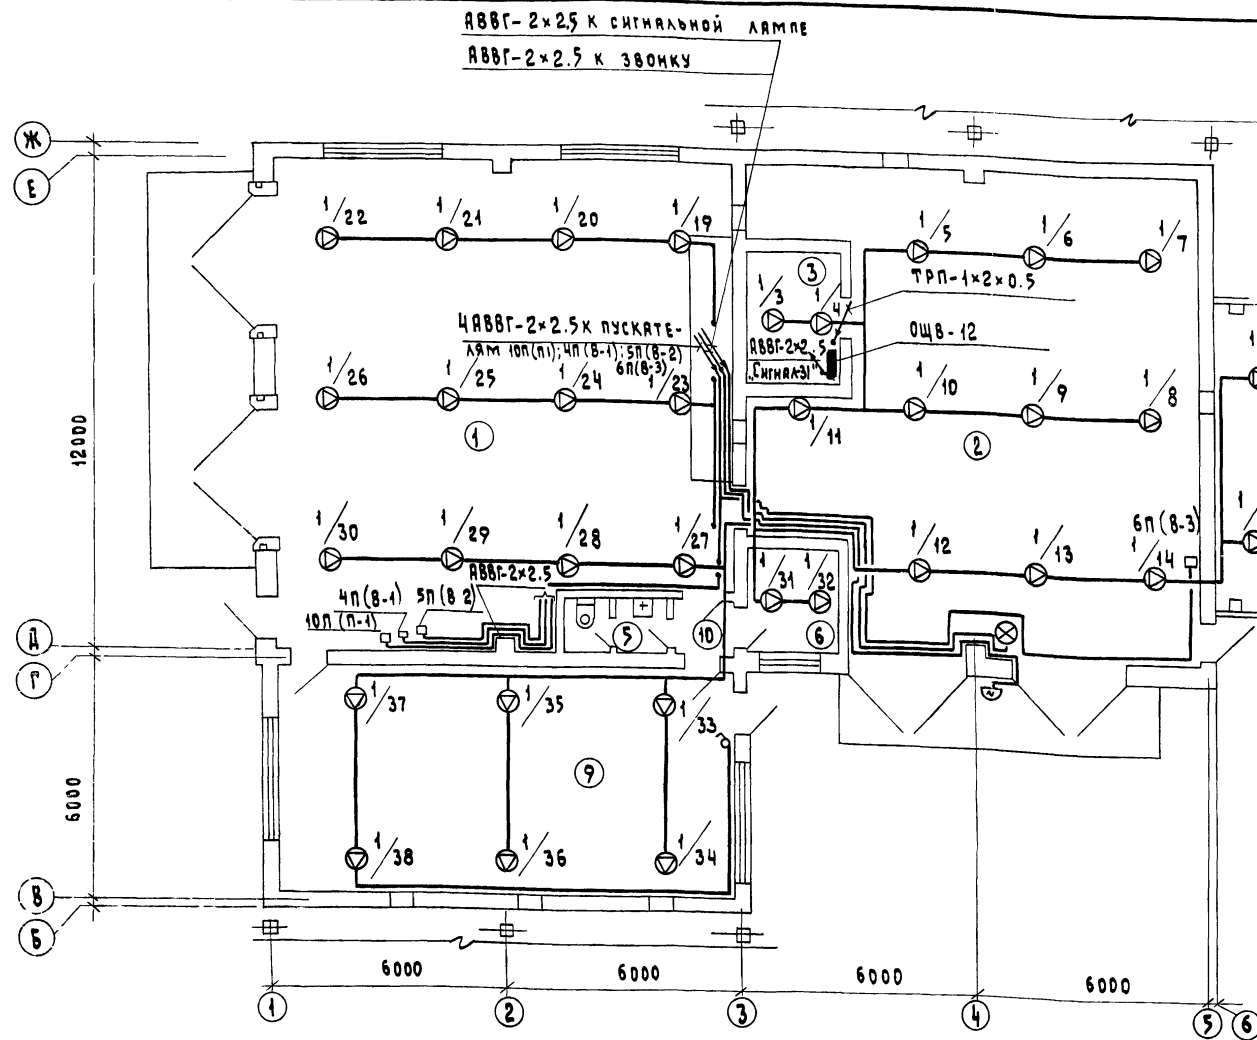 АВВГ-2×2,5 К СИГНАЛЬНОЙ ЛАМПЕ
АВВГ-2×2.5 К ЗВОНКУ
Ж
Е
1/22
1/21
1/20
1/19
1/5
1/6
1/7
3
1/3
1/4
ТРП-1×2×0.5
4АВВГ-2×2.5 К ПУСКАТЕ-
ЛЯМ 10П(П1); 4П(В-1); 5П(В-2)
6П(В-3)
АВВГ-2×2.5
„СИГНАЛ-31"
ОЩВ-12
1/26
1/25
1/24
1/23
1/10
1/9
1/8
1/11
1
2
12000
1/30
1/29
1/28
1/27
1/12
1/13
1/14
6П(В-3)
АВВГ-2×2.5
4П(В-1)
5П(В2)
10П(П-1)
1/31
1/32
5
10
6
Д
Г
1/37
1/35
1/33
9
6000
1/38
1/36
1/34
В
Б
6000
6000
6000
6000
1
2
3
4
5
6